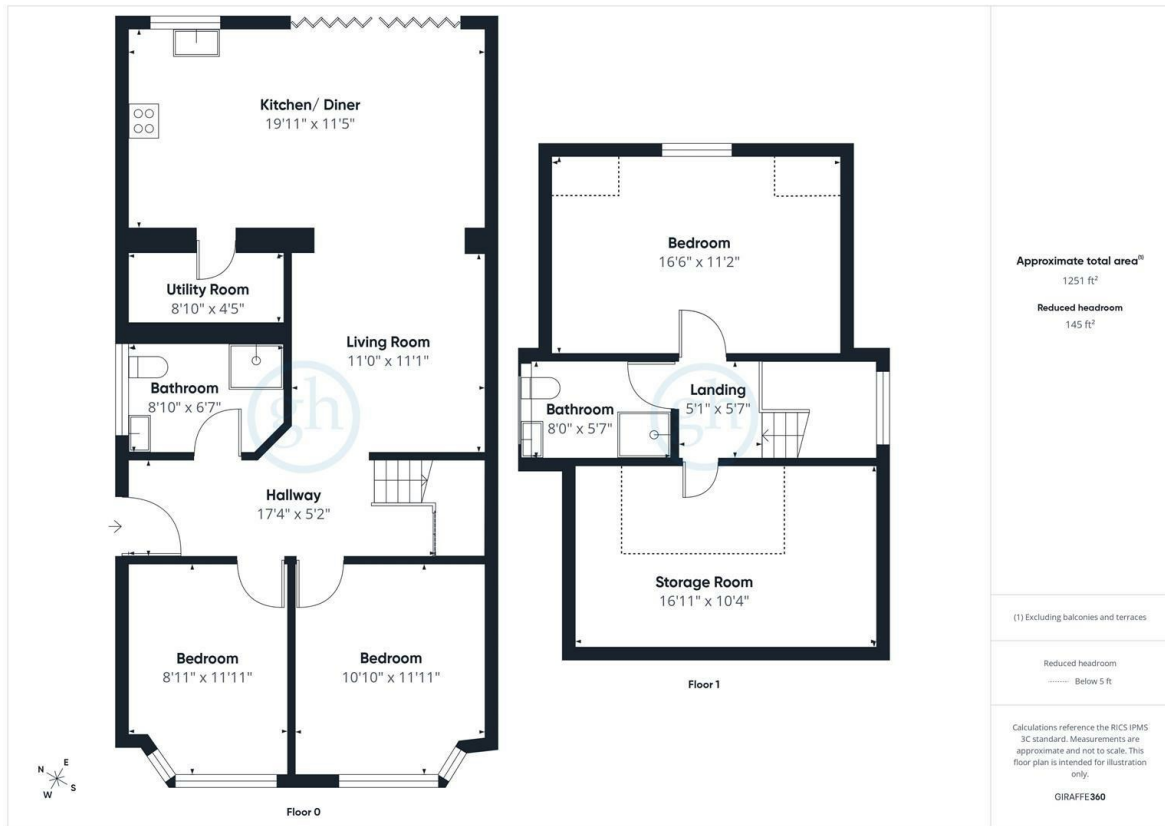 Kitchen/ Diner
19'11" x 11'5"
Utility Room
8'10" x 4'5"
Living Room
11'0" x 11'1"
Bathroom
8'10" x 6'7"
gh
Hallway
17'4" x 5'2"
Bedroom
8'11" x 11'11"
Bedroom
10'10" x 11'11"
Floor 0
N
E
S
W
Bedroom
16'6" x 11'2"
Landing
5'1" x 5'7"
Bathroom
8'0" x 5'7"
gh
Storage Room
16'11" x 10'4"
Floor 1
Approximate total area(1)
1251 ft²
Reduced headroom
145 ft²
(1) Excluding balconies and terraces
Reduced headroom
Below 5 ft
Calculations reference the RICS IPMS
3C standard. Measurements are
approximate and not to scale. This
floor plan is intended for illustration
only.
GIRAFFE360